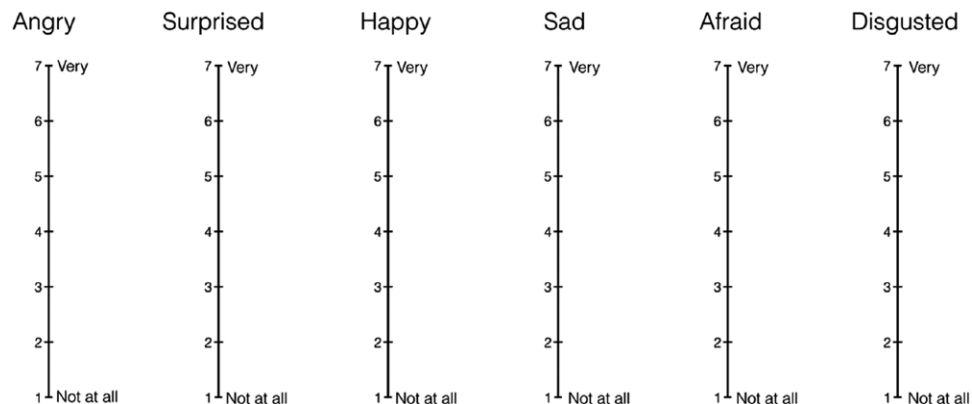 Angry Surprised Happy Sad Afraid Disgusted
7 Very 7 Very 7 Very 7 Very 7 Very 7 Very
6 6 6 6 6 6
5 5 5 5 5 5
4 4 4 4 4 4
3 3 3 3 3 3
2 2 2 2 2 2
1 Not at all 1 Not at all 1 Not at all 1 Not at all 1 Not at all 1 Not at all